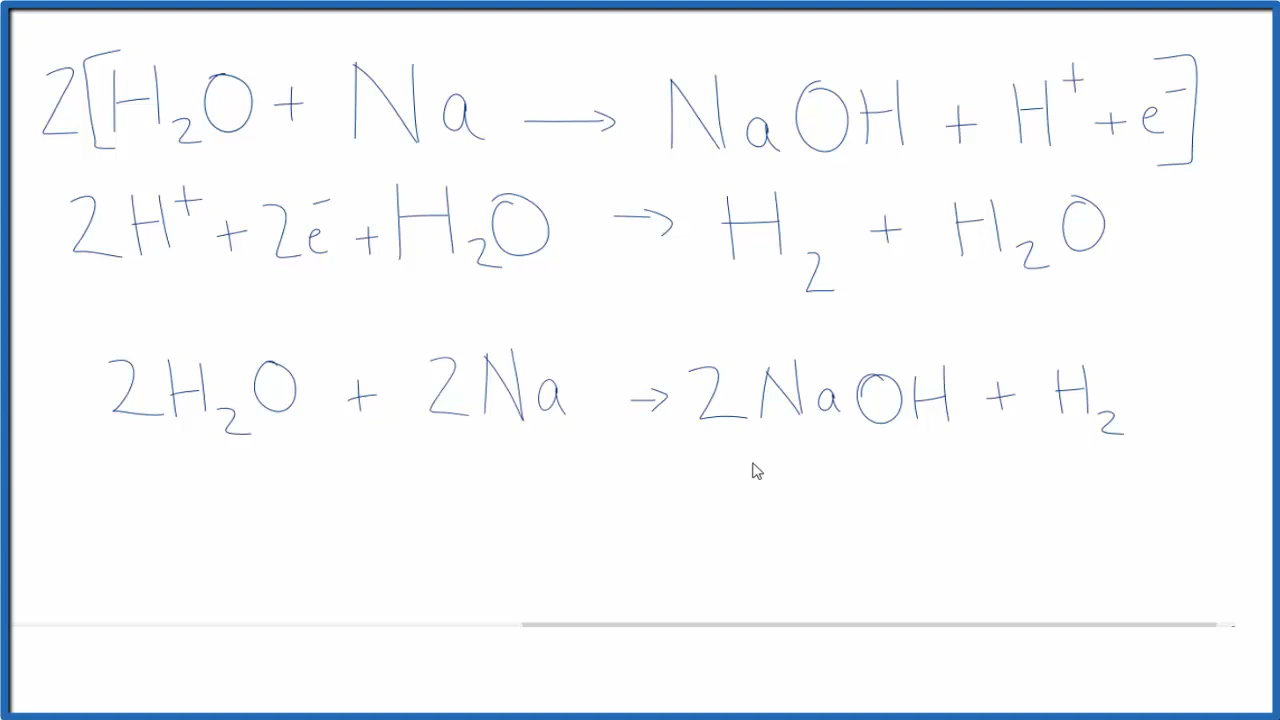 2[H₂O + Na → NaOH + H⁺ + e⁻]
2H⁺ + 2e⁻ + H₂O → H₂ + H₂O
2H₂O + 2Na → 2NaOH + H₂